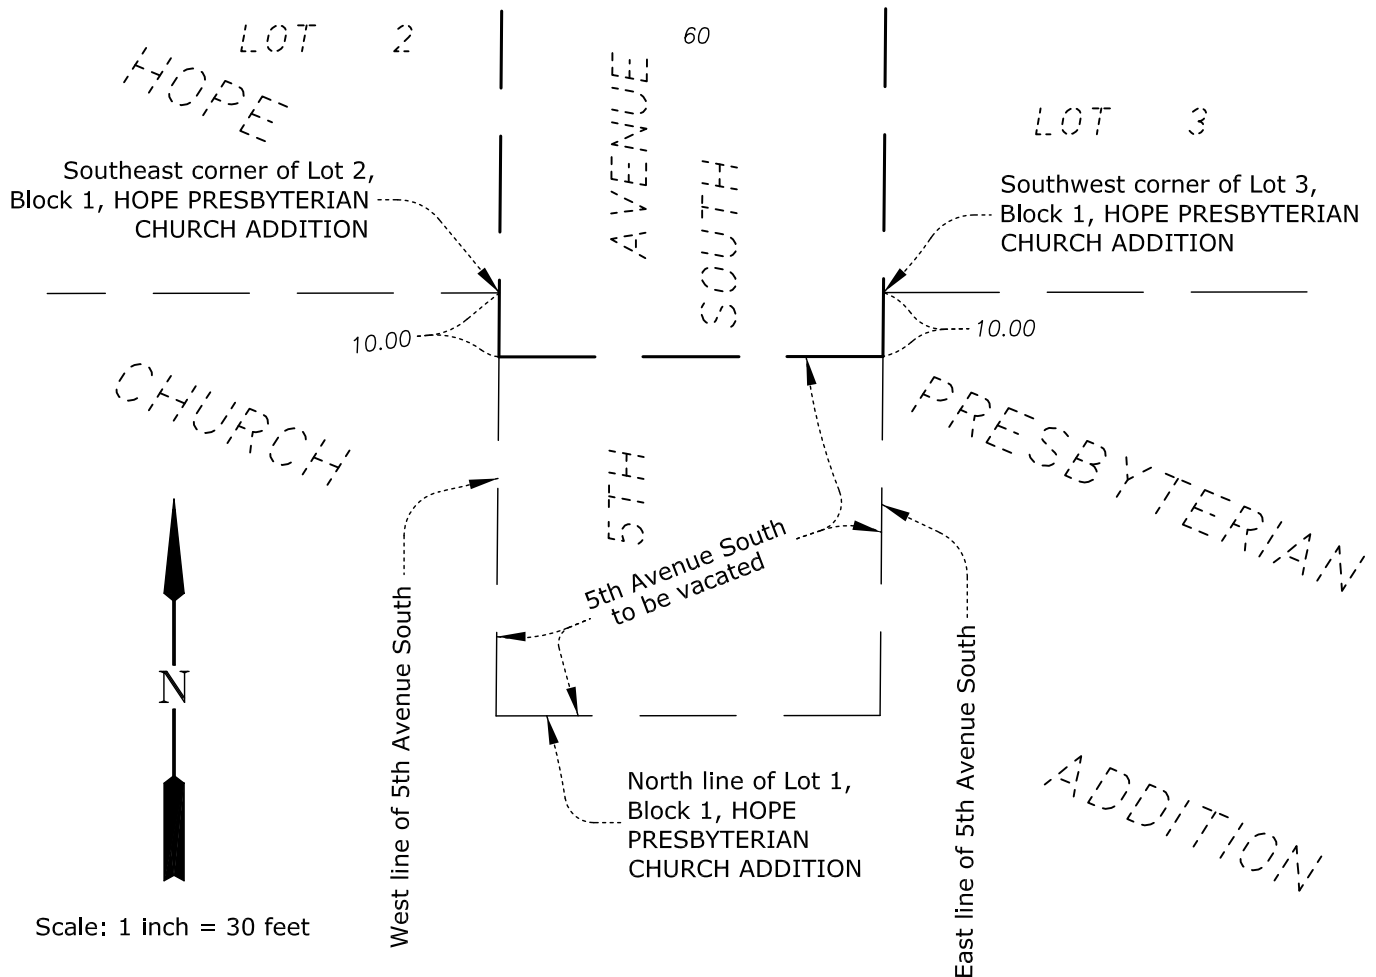 LOT 2
60
HOPE
AVENUE
SOUTH
LOT 3
Southeast corner of Lot 2,
Block 1, HOPE PRESBYTERIAN
CHURCH ADDITION
Southwest corner of Lot 3,
Block 1, HOPE PRESBYTERIAN
CHURCH ADDITION
10.00
10.00
CHURCH
PRESBYTERIAN
5TH
5th Avenue South
to be vacated
West line of 5th Avenue South
East line of 5th Avenue South
N
North line of Lot 1,
Block 1, HOPE
PRESBYTERIAN
CHURCH ADDITION
ADDITION
Scale: 1 inch = 30 feet